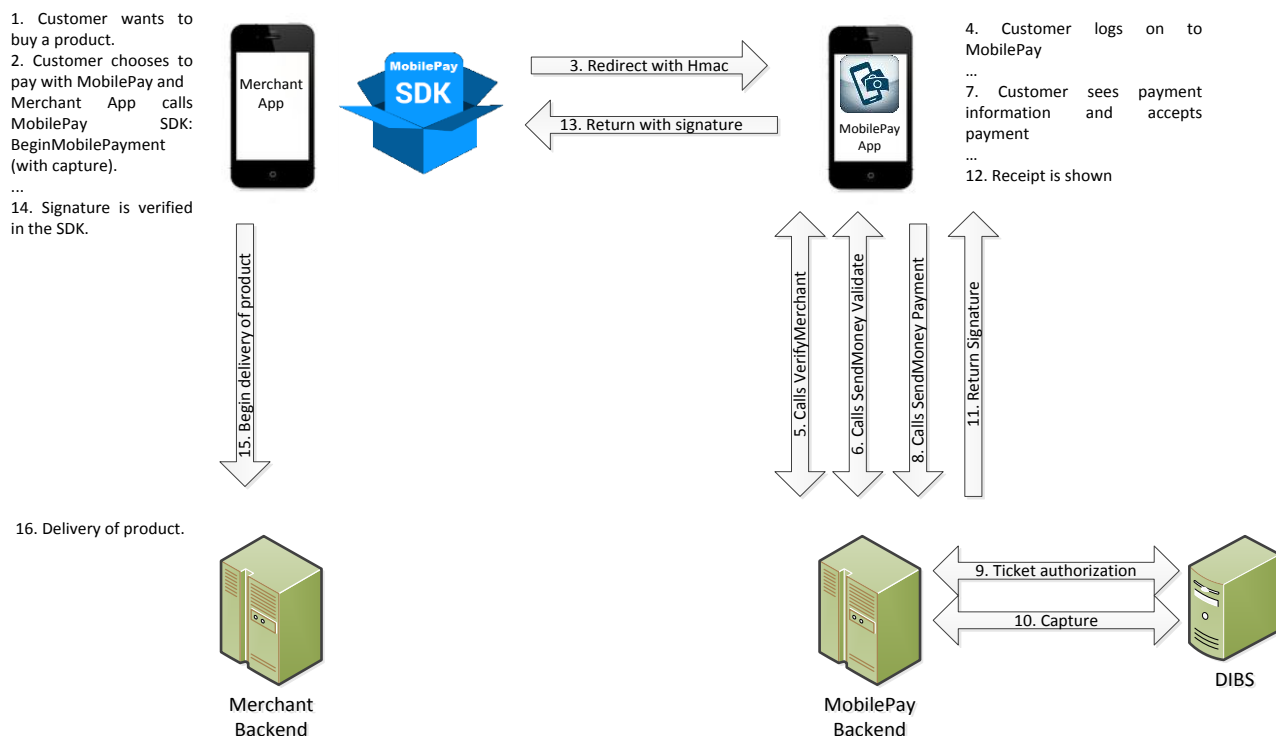 1. Customer wants to
buy a product.
2. Customer chooses to
pay with MobilePay and
Merchant App calls
MobilePay SDK:
BeginMobilePayment
(with capture).
...
14. Signature is verified
in the SDK.
Merchant
App
MobilePay
SDK
3. Redirect with Hmac
13. Return with signature
MobilePay
App
4. Customer logs on to
MobilePay
...
7. Customer sees payment
information and accepts
payment
...
12. Receipt is shown
15. Begin delivery of product
5. Calls VerifyMerchant
6. Calls SendMoney Validate
8. Calls SendMoney Payment
11. Return Signature
16. Delivery of product.
9. Ticket authorization
10. Capture
Merchant
Backend
MobilePay
Backend
DIBS